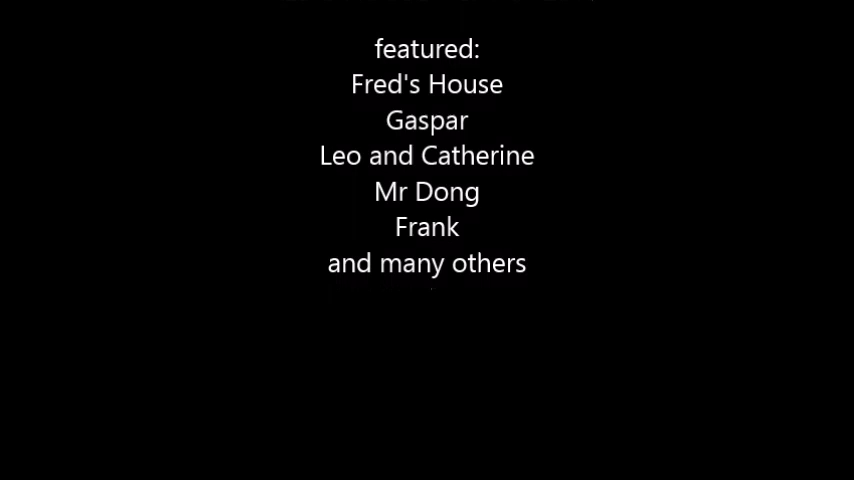 featured:
Fred's House
Gaspar
Leo and Catherine
Mr Dong
Frank
and many others